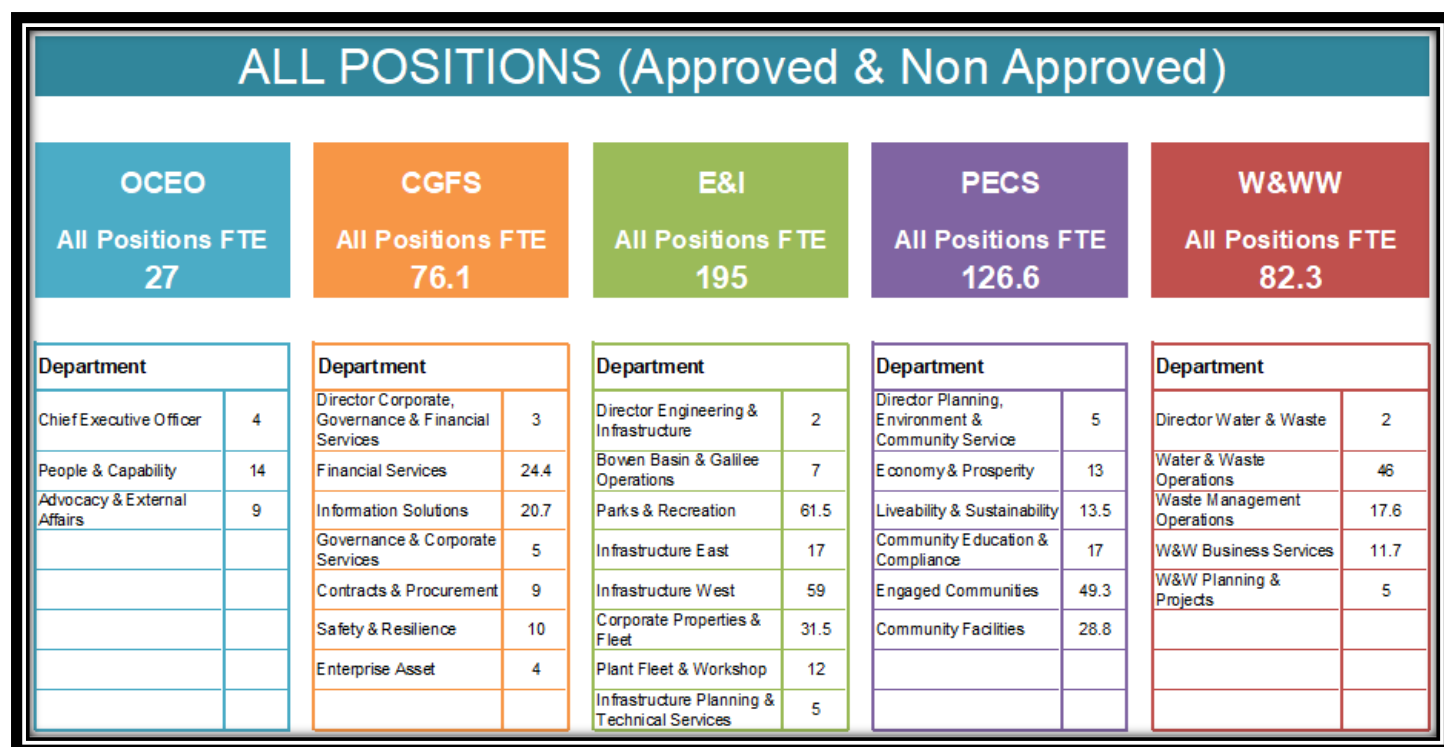 ALL POSITIONS (Approved & Non Approved)
OCEO
All Positions FTE
27
CGFS
All Positions FTE
76.1
E&I
All Positions FTE
195
PECS
All Positions FTE
126.6
W&WW
All Positions FTE
82.3
Department
Chief Executive Officer 4
People & Capability 14
Advocacy & External
Affairs 9
Department
Director Corporate,
Governance & Financial 3
Services
Financial Services 24.4
Information Solutions 20.7
Governance & Corporate
Services 5
Contracts & Procurement 9
Safety & Resilience 10
Enterprise Asset 4
Department
Director Engineering &
Infrastructure 2
Bowen Basin & Galilee
Operations 7
Parks & Recreation 61.5
Infrastructure East 17
Infrastructure West 59
Corporate Properties &
Fleet 31.5
Plant Fleet & Workshop 12
Infrastructure Planning &
Technical Services 5
Department
Director Planning,
Environment & 5
Community Service
Economy & Prosperity 13
Liveability & Sustainability 13.5
Community Education &
Compliance 17
Engaged Communities 49.3
Community Facilities 28.8
Department
Director Water & Waste 2
Water & Waste
Operations 46
Waste Management
Operations 17.6
W&W Business Services 11.7
W&W Planning &
Projects 5